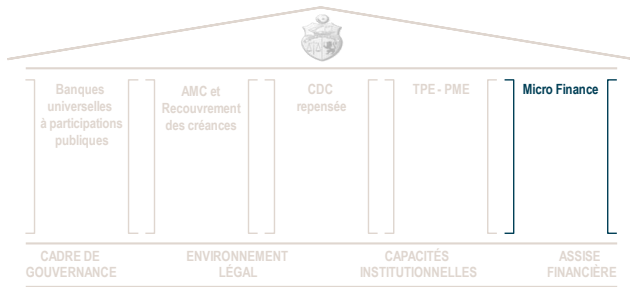 Banques
universelles
à participations
publiques
AMC et
Recouvrement
des créances
CDC
repensée
TPE - PME
Micro Finance
CADRE DE
GOUVERNANCE
ENVIRONNEMENT
LÉGAL
CAPACITÉS
INSTITUTIONNELLES
ASSISE
FINANCIÈRE